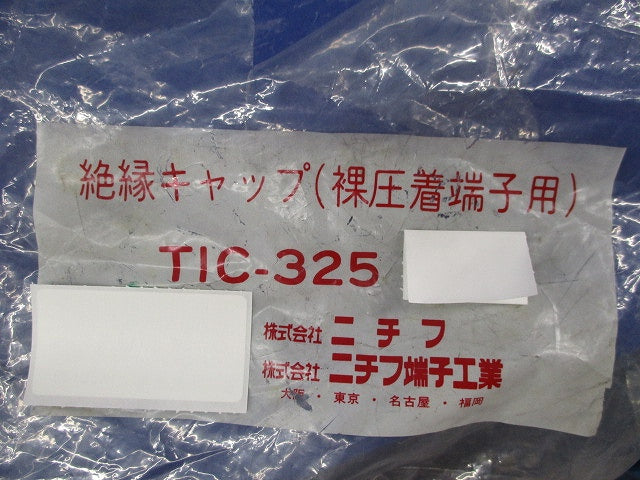 絶縁キャップ(裸圧着端子用)
TIC-325
株式会社 ニチフ
株式会社 ニチフ端子工業
大阪・東京・名古屋・福岡